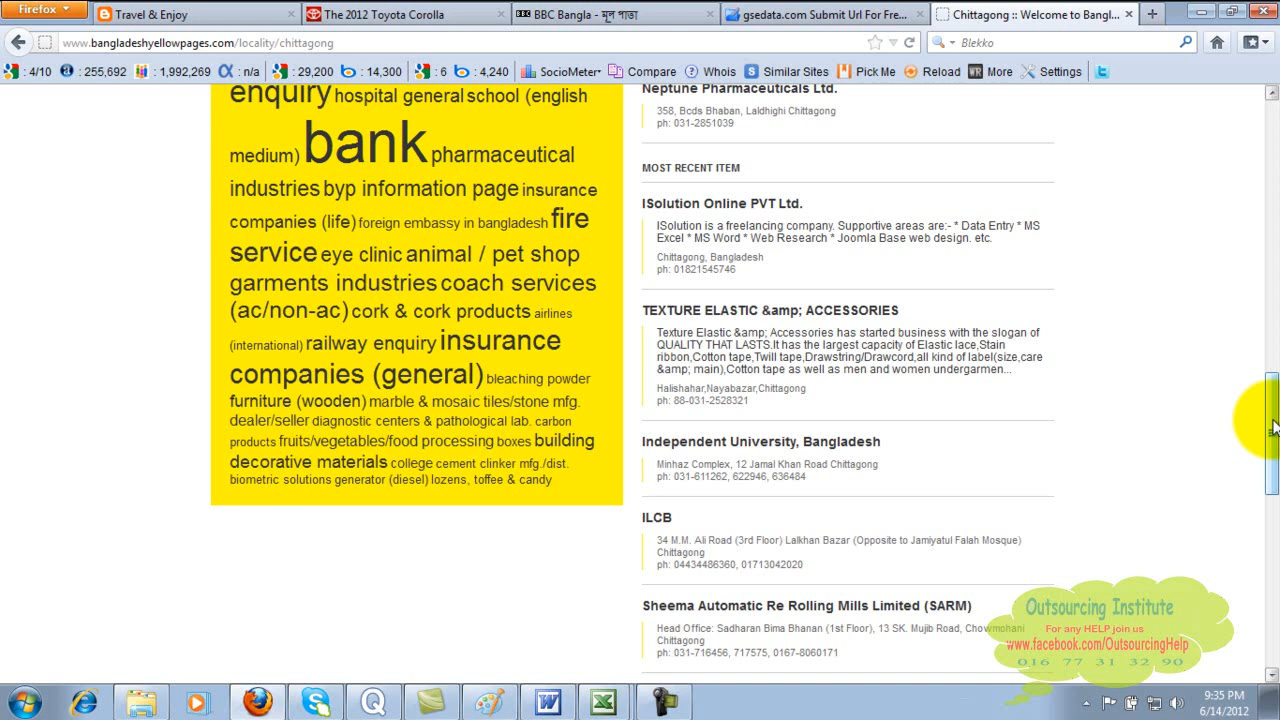 Firefox
Travel & Enjoy
The 2012 Toyota Corolla
BBC Bangla - মূল পাতা
gsedata.com Submit Url For Fre...
Chittagong :: Welcome to Bangl...
www.bangladeshyellowpages.com/locality/chittagong
Blekko
: 4/10 : 255,692 : 1,992,269 : n/a : 29,200 : 14,300 : 6 : 4,240 SocioMeter Compare Whois Similar Sites Pick Me Reload More Settings
enquiry hospital general school (english
medium) bank pharmaceutical
industries byp information page insurance
companies (life) foreign embassy in bangladesh fire
service eye clinic animal / pet shop
garments industries coach services
(ac/non-ac) cork & cork products airlines
(international) railway enquiry insurance
companies (general) bleaching powder
furniture (wooden) marble & mosaic tiles/stone mfg.
dealer/seller diagnostic centers & pathological lab. carbon
products fruits/vegetables/food processing boxes building
decorative materials college cement clinker mfg./dist.
biometric solutions generator (diesel) lozens, toffee & candy
Neptune Pharmaceuticals Ltd.
358, Bcds Bhaban, Laldhighi Chittagong
ph: 031-2851039
MOST RECENT ITEM
ISolution Online PVT Ltd.
ISolution is a freelancing company. Supportive areas are:- * Data Entry * MS
Excel * MS Word * Web Research * Joomla Base web design. etc.
Chittagong, Bangladesh
ph: 01821545746
TEXTURE ELASTIC &amp; ACCESSORIES
Texture Elastic &amp; Accessories has started business with the slogan of
QUALITY THAT LASTS.It has the largest capacity of Elastic lace,Stain
ribbon,Cotton tape,Twill tape,Drawstring/Drawcord,all kind of label(size,care
&amp; main),Cotton tape as well as men and women undergarmen...
Halishahar,Nayabazar,Chittagong
ph: 88-031-2528321
Independent University, Bangladesh
Minhaz Complex, 12 Jamal Khan Road Chittagong
ph: 031-611262, 622946, 636484
ILCB
34 M.M. Ali Road (3rd Floor) Lalkhan Bazar (Opposite to Jamiyatul Falah Mosque)
Chittagong
ph: 04434486360, 01713042020
Sheema Automatic Re Rolling Mills Limited (SARM)
Head Office: Sadharan Bima Bhanan (1st Floor), 13 SK. Mujib Road, Chowmohani
Chittagong
ph: 031-716456, 717575, 0167-8060171
Outsourcing Institute
For any HELP join us
www.facebook.com/OutsourcingHelp
016 77 31 32 90
9:35 PM
6/14/2012